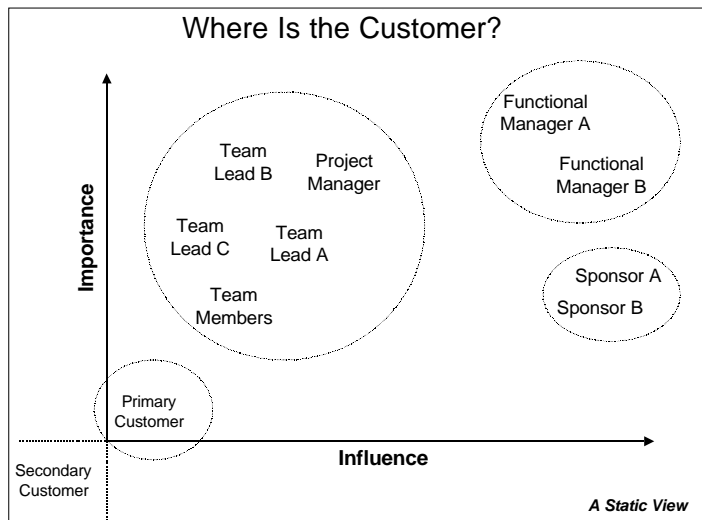 Where Is the Customer?
Functional
Manager A
Team
Lead B
Project
Manager
Functional
Manager B
Team
Lead C
Team
Lead A
Importance
Team
Members
Sponsor A
Sponsor B
Primary
Customer
Influence
Secondary
Customer
A Static View